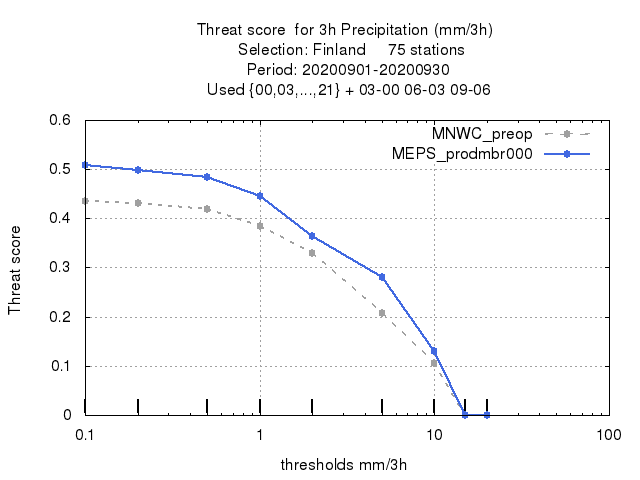 Threat score  for 3h Precipitation (mm/3h)
Selection: Finland     75 stations
Period: 20200901-20200930
Used {00,03,...,21} + 03-00 06-03 09-06
MNWC_preop
MEPS_prodmbr000
0.6
0.5
0.4
0.3
0.2
0.1
0
Threat score
0.1 1 10 100
thresholds mm/3h